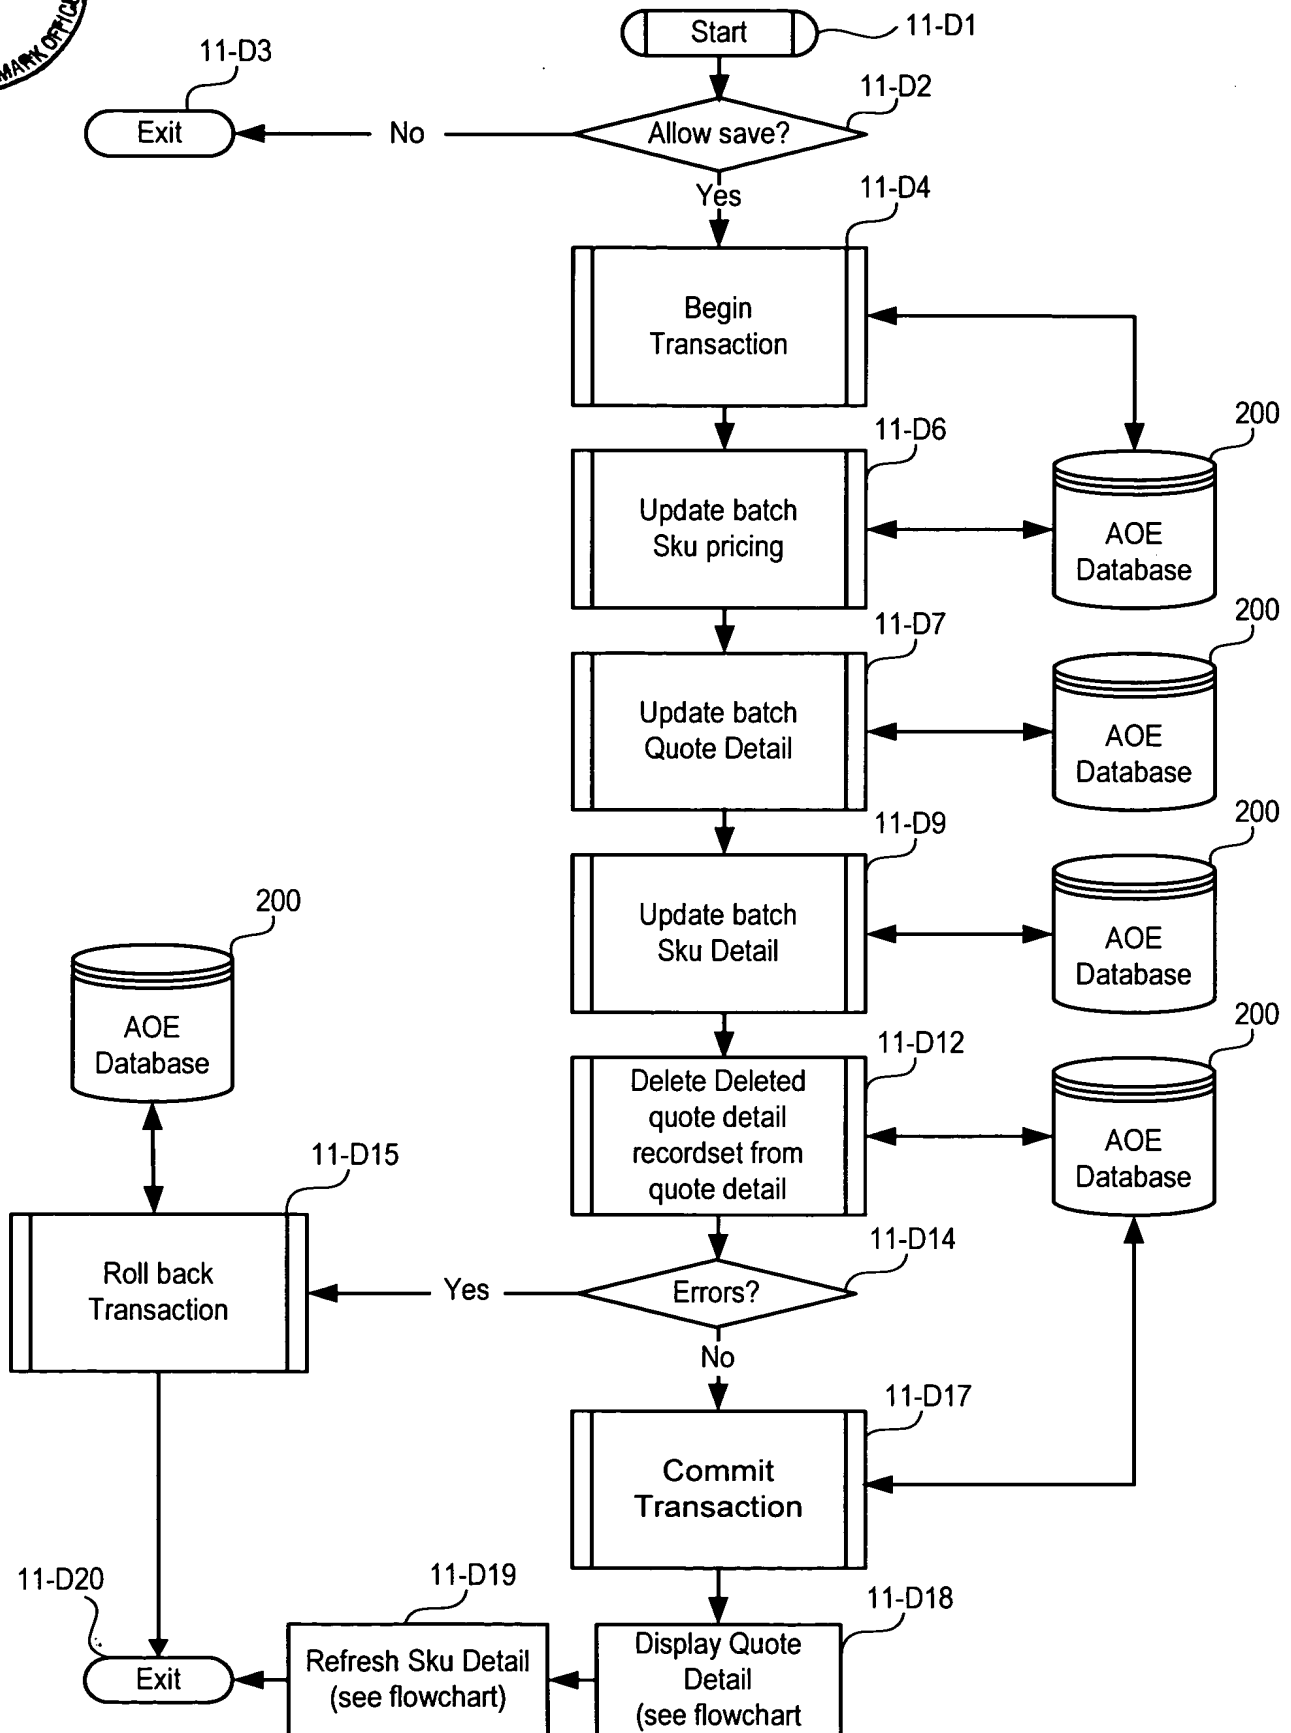 MARK OFFIC
Start
11-D1
11-D3
11-D2
Exit
No
Allow save?
Yes
11-D4
Begin
Transaction
11-D6
200
Update batch
Sku pricing
AOE
Database
11-D7
200
Update batch
Quote Detail
AOE
Database
11-D9
200
Update batch
Sku Detail
AOE
Database
200
AOE
Database
11-D12
200
Delete Deleted
quote detail
recordset from
quote detail
AOE
Database
11-D15
11-D14
Roll back
Transaction
Yes
Errors?
No
11-D17
Commit
Transaction
11-D20
11-D19
11-D18
Exit
Refresh Sku Detail
(see flowchart)
Display Quote
Detail
(see flowchart